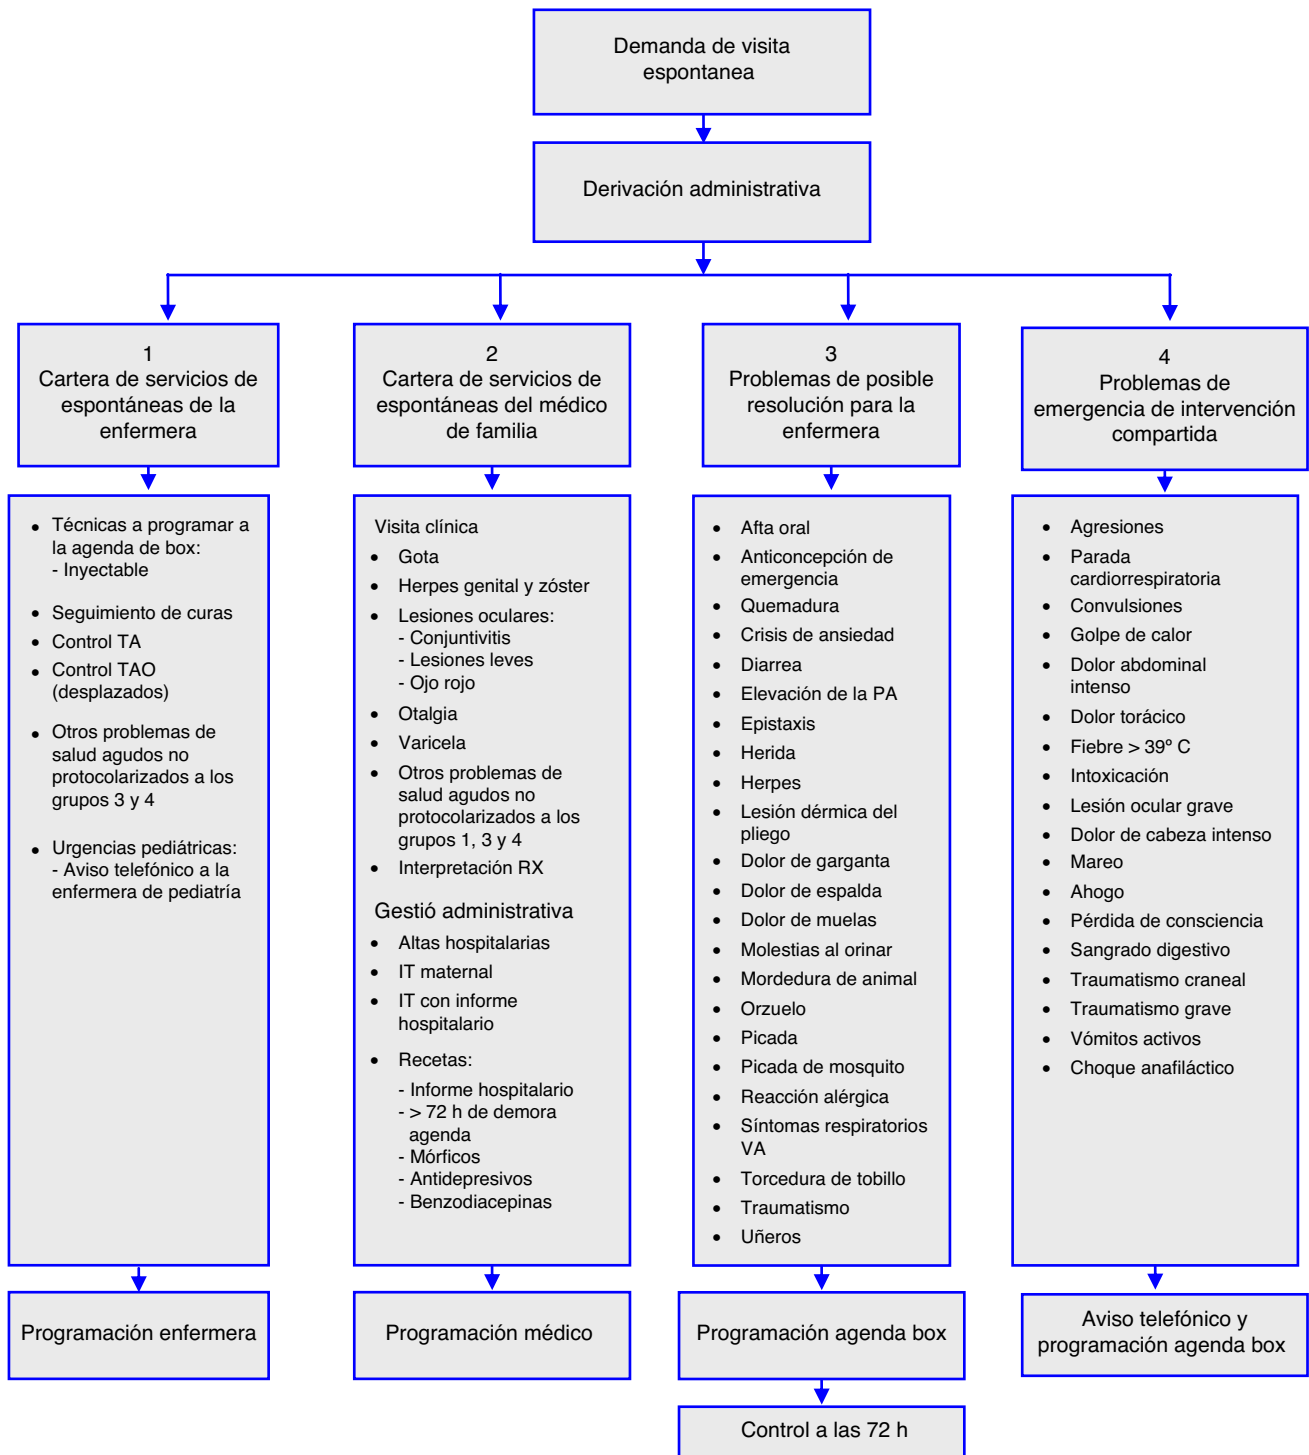 Demanda de visita
espontanea
Derivación administrativa
1
Cartera de servicios de
espontáneas de la
enfermera
2
Cartera de servicios de
espontáneas del médico
de familia
3
Problemas de posible
resolución para la
enfermera
4
Problemas de
emergencia de intervención
compartida
• Técnicas a programar a
la agenda de box:
- Inyectable
• Seguimiento de curas
• Control TA
• Control TAO
(desplazados)
• Otros problemas de
salud agudos no
protocolarizados a los
grupos 3 y 4
• Urgencias pediátricas:
- Aviso telefónico a la
enfermera de pediatría
Visita clínica
• Gota
• Herpes genital y zóster
• Lesiones oculares:
- Conjuntivitis
- Lesiones leves
- Ojo rojo
• Otalgia
• Varicela
• Otros problemas de
salud agudos no
protocolarizados a los
grupos 1, 3 y 4
• Interpretación RX
Gestió administrativa
• Altas hospitalarias
• IT maternal
• IT con informe
hospitalario
• Recetas:
- Informe hospitalario
- > 72 h de demora
agenda
- Mórficos
- Antidepresivos
- Benzodiacepinas
• Afta oral
• Anticoncepción de
emergencia
• Quemadura
• Crisis de ansiedad
• Diarrea
• Elevación de la PA
• Epistaxis
• Herida
• Herpes
• Lesión dérmica del
pliego
• Dolor de garganta
• Dolor de espalda
• Dolor de muelas
• Molestias al orinar
• Mordedura de animal
• Orzuelo
• Picada
• Picada de mosquito
• Reacción alérgica
• Síntomas respiratorios
VA
• Torcedura de tobillo
• Traumatismo
• Uñeros
• Agresiones
• Parada
cardiorrespiratoria
• Convulsiones
• Golpe de calor
• Dolor abdominal
intenso
• Dolor torácico
• Fiebre > 39º C
• Intoxicación
• Lesión ocular grave
• Dolor de cabeza intenso
• Mareo
• Ahogo
• Pérdida de consciencia
• Sangrado digestivo
• Traumatismo craneal
• Traumatismo grave
• Vómitos activos
• Choque anafiláctico
Programación enfermera
Programación médico
Programación agenda box
Aviso telefónico y
programación agenda box
Control a las 72 h